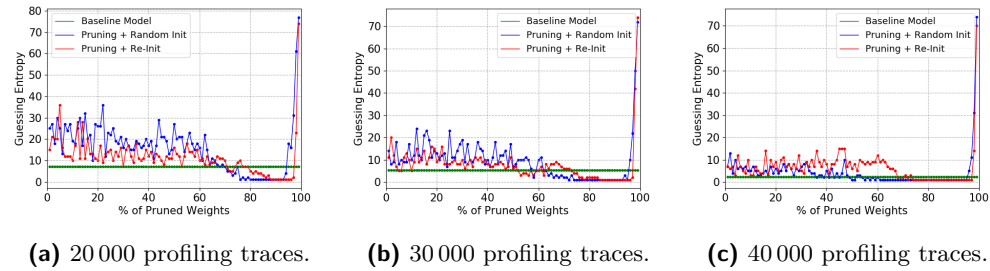 Guessing Entropy
80
70
60
50
40
30
20
10
0
0 20 40 60 80 100
% of Pruned Weights
Baseline Model
Pruning + Random Init
Pruning + Re-Init
(a) 20 000 profiling traces.
Guessing Entropy
70
60
50
40
30
20
10
0
0 20 40 60 80 100
% of Pruned Weights
Baseline Model
Pruning + Random Init
Pruning + Re-Init
(b) 30 000 profiling traces.
Guessing Entropy
70
60
50
40
30
20
10
0
0 20 40 60 80 100
% of Pruned Weights
Baseline Model
Pruning + Random Init
Pruning + Re-Init
(c) 40 000 profiling traces.